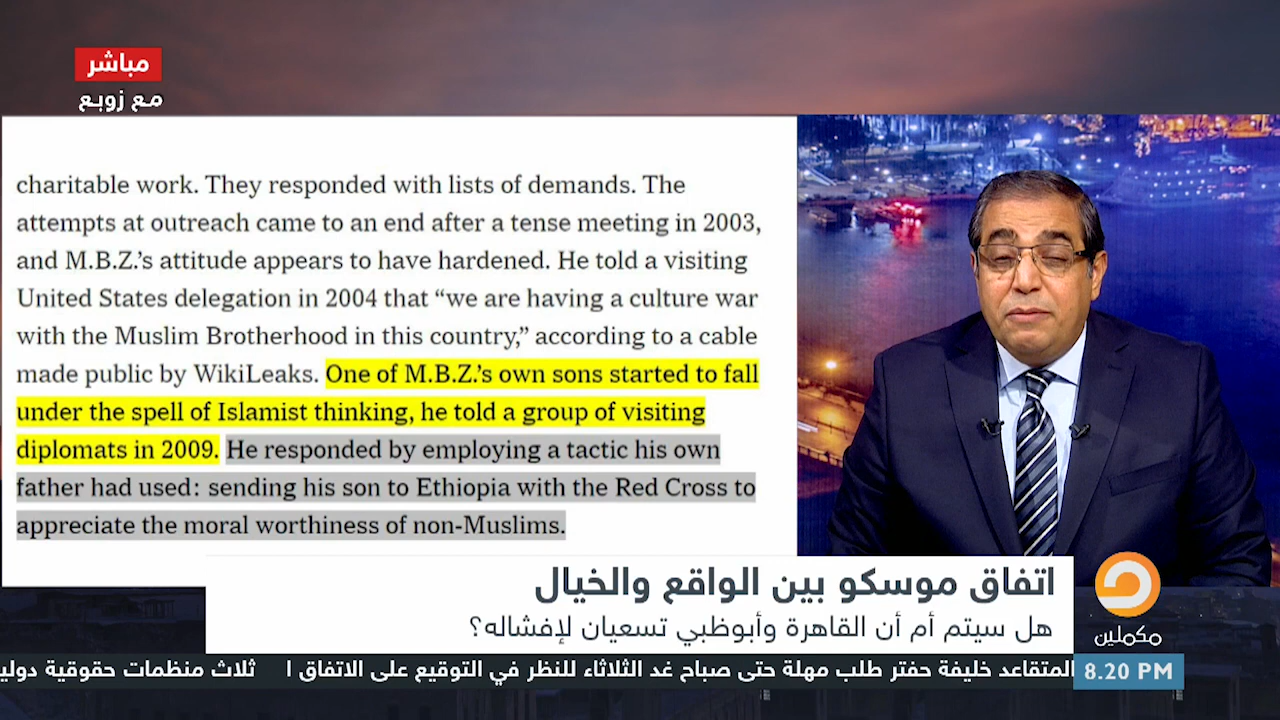 مباشر
مع زوبع
charitable work. They responded with lists of demands. The
attempts at outreach came to an end after a tense meeting in 2003,
and M.B.Z.’s attitude appears to have hardened. He told a visiting
United States delegation in 2004 that “we are having a culture war
with the Muslim Brotherhood in this country,” according to a cable
made public by WikiLeaks. One of M.B.Z.’s own sons started to fall
under the spell of Islamist thinking, he told a group of visiting
diplomats in 2009. He responded by employing a tactic his own
father had used: sending his son to Ethiopia with the Red Cross to
appreciate the moral worthiness of non-Muslims.
اتفاق موسكو بين الواقع والخيال
هل سيتم أم أن القاهرة وأبوظبي تسعيان لإفشاله؟
مكملين
8.20 PM
المتقاعد خليفة حفتر طلب مهلة حتى صباح غد الثلاثاء للنظر في التوقيع على الاتفاق ا ثلاث منظمات حقوقية